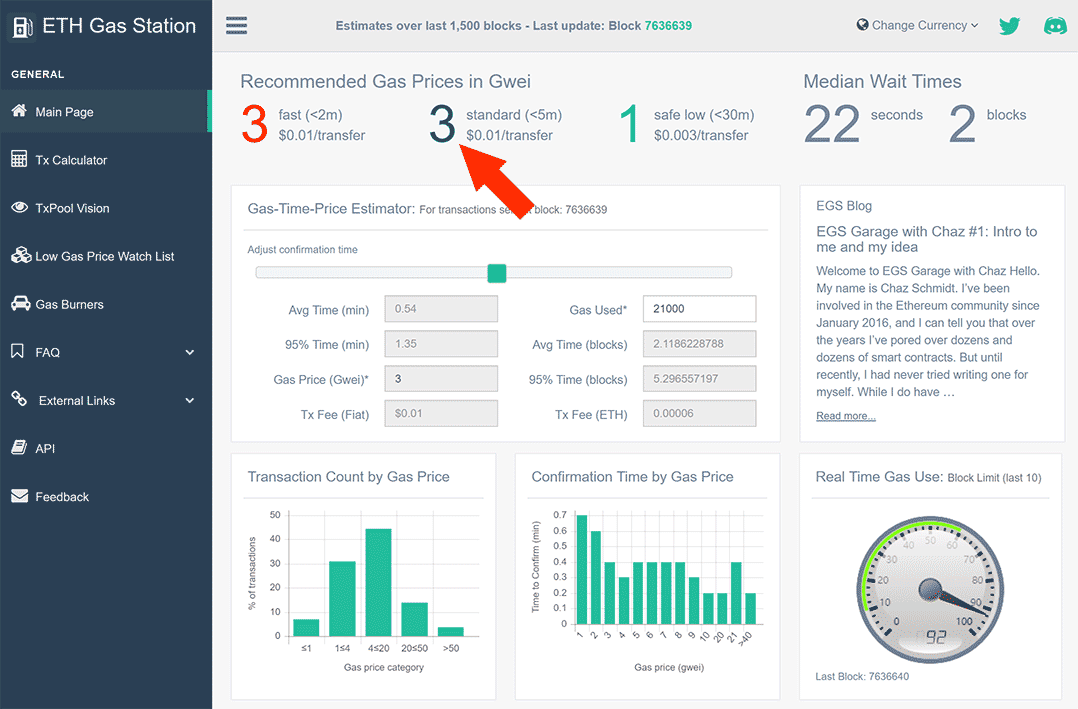 ETH Gas Station
Estimates over last 1,500 blocks - Last update: Block 7636639
Change Currency
GENERAL
Main Page
Tx Calculator
TxPool Vision
Low Gas Price Watch List
Gas Burners
FAQ
External Links
API
Feedback
Recommended Gas Prices in Gwei
3
fast (<2m)
$0.01/transfer
3
standard (<5m)
$0.01/transfer
1
safe low (<30m)
$0.003/transfer
Median Wait Times
22 seconds
2 blocks
Gas-Time-Price Estimator: For transactions block: 7636639
Adjust confirmation time
Avg Time (min) 0.54
95% Time (min) 1.35
Gas Price (Gwei)* 3
Tx Fee (Fiat) $0.01
Gas Used* 21000
Avg Time (blocks) 2.1186228788
95% Time (blocks) 5.296557197
Tx Fee (ETH) 0.00006
EGS Blog
EGS Garage with Chaz #1: Intro to
me and my idea
Welcome to EGS Garage with Chaz Hello.
My name is Chaz Schmidt. I've been
involved in the Ethereum community since
January 2016, and I can tell you that over
the years I've pored over dozens and
dozens of smart contracts. But until
recently, I had never tried writing one for
myself. While I do have …
Read more...
Transaction Count by Gas Price
% of transactions
50
40
30
20
10
0
≤1 1≤4 4≤20 20≤50 >50
Gas price category
Confirmation Time by Gas Price
Time to Confirm (min)
0.7
0.6
0.5
0.4
0.3
0.2
0.1
0
1 2 3 4 5 6 7 8 9 10 20 21 >40
Gas price (gwei)
Real Time Gas Use: Block Limit (last 10)
0 10 20 30 40 50 60 70 80 90 100
92
Last Block: 7636640